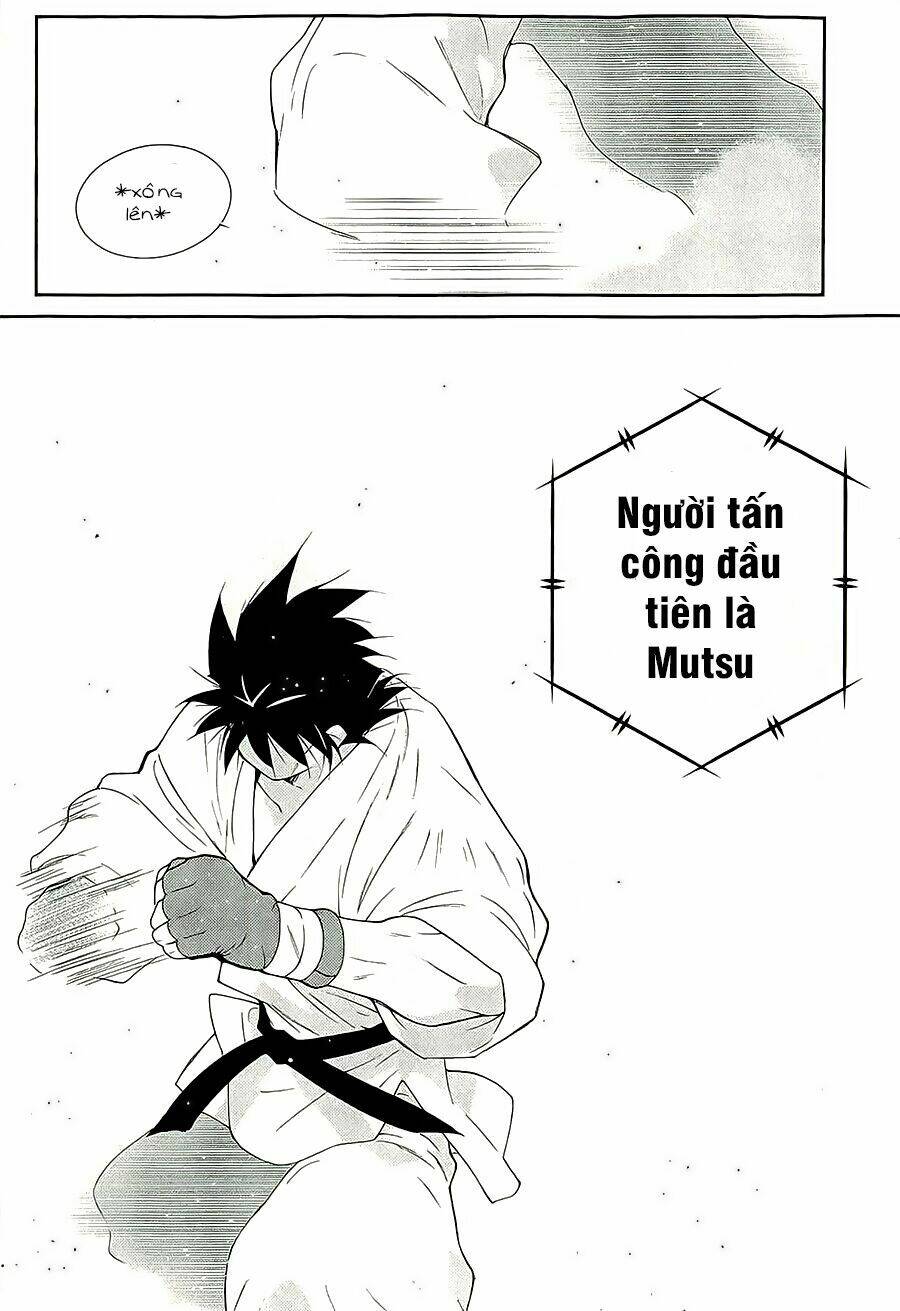 *xông
lên*
Người tấn
công đầu
tiên là
Mutsu